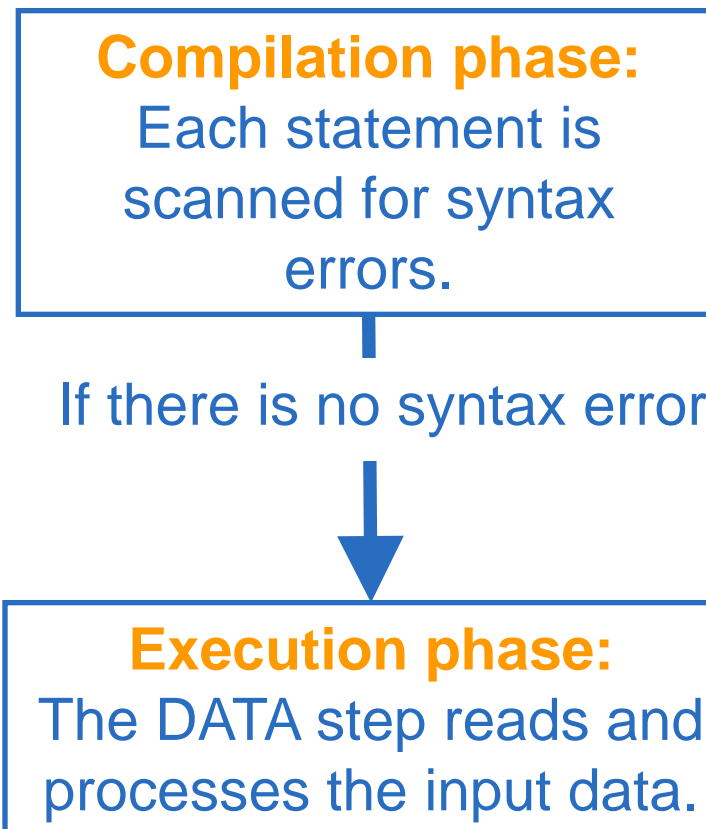 Compilation phase:
Each statement is
scanned for syntax
errors.
If there is no syntax error
Execution phase:
The DATA step reads and
processes the input data.